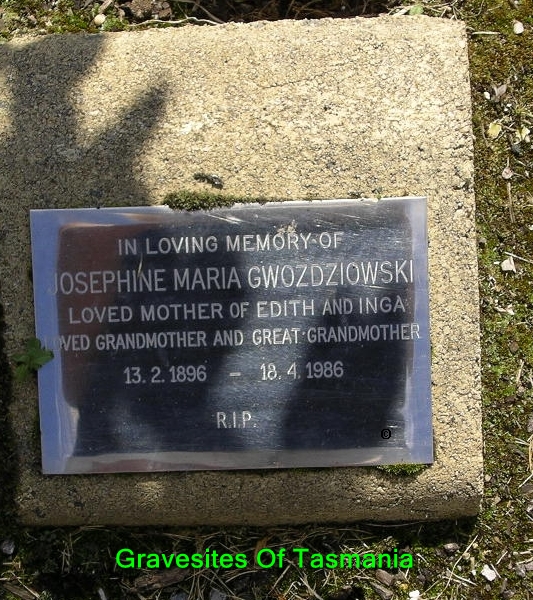 IN LOVING MEMORY OF
JOSEPHINE MARIA GWOZDZIOWSKI
LOVED MOTHER OF EDITH AND INGA
LOVED GRANDMOTHER AND GREAT-GRANDMOTHER
13. 2. 1896 – 18. 4. 1986
R.I.P.
Gravesites Of Tasmania